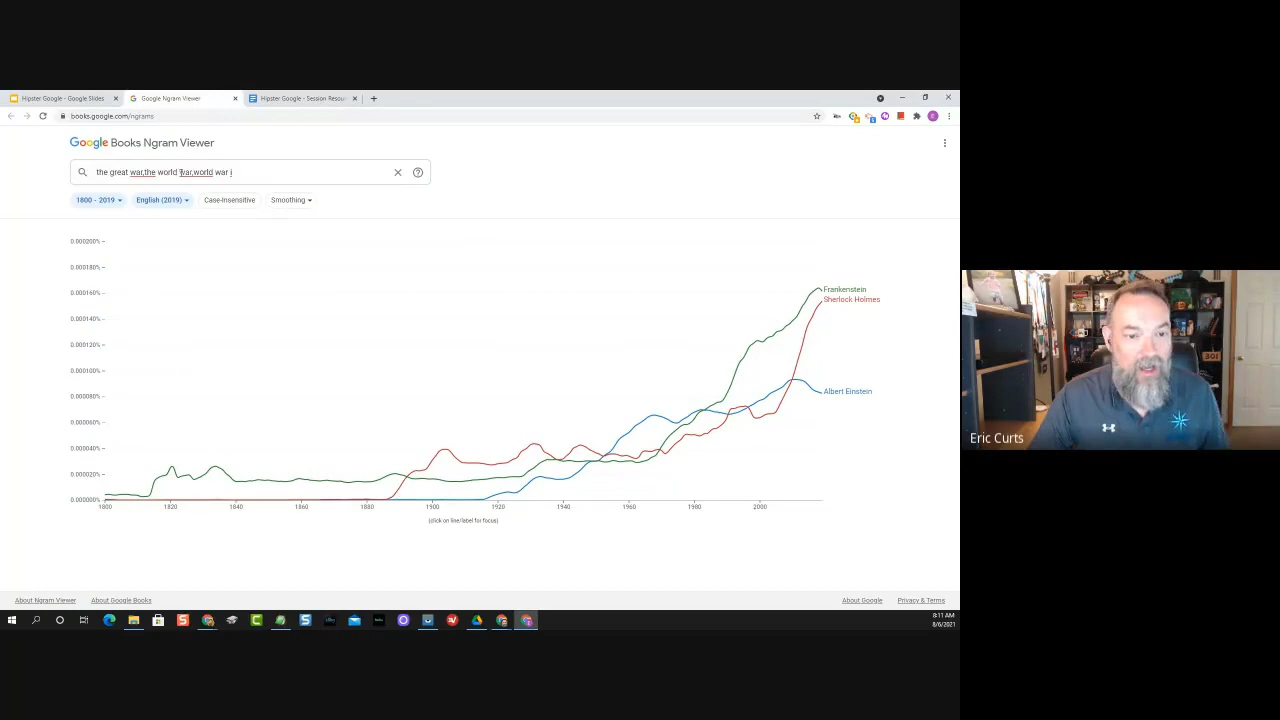 Hipster Google - Google Slides
Google Ngram Viewer
Hipster Google - Session Resou
books.google.com/ngrams
Google Books Ngram Viewer
the great war,the world war,world war i
1800 - 2019
English (2019)
Case-Insensitive
Smoothing
0.000200%
0.000180%
0.000160%
0.000140%
0.000120%
0.000100%
0.000080%
0.000060%
0.000040%
0.000020%
0.000000%
Frankenstein
Sherlock Holmes
Albert Einstein
1800 1820 1840 1860 1880 1900 1920 1940 1960 1980 2000
(click on line/label for focus)
About Ngram Viewer
About Google Books
About Google
Privacy & Terms
8:11 AM
8/6/2021
301
Eric Curts